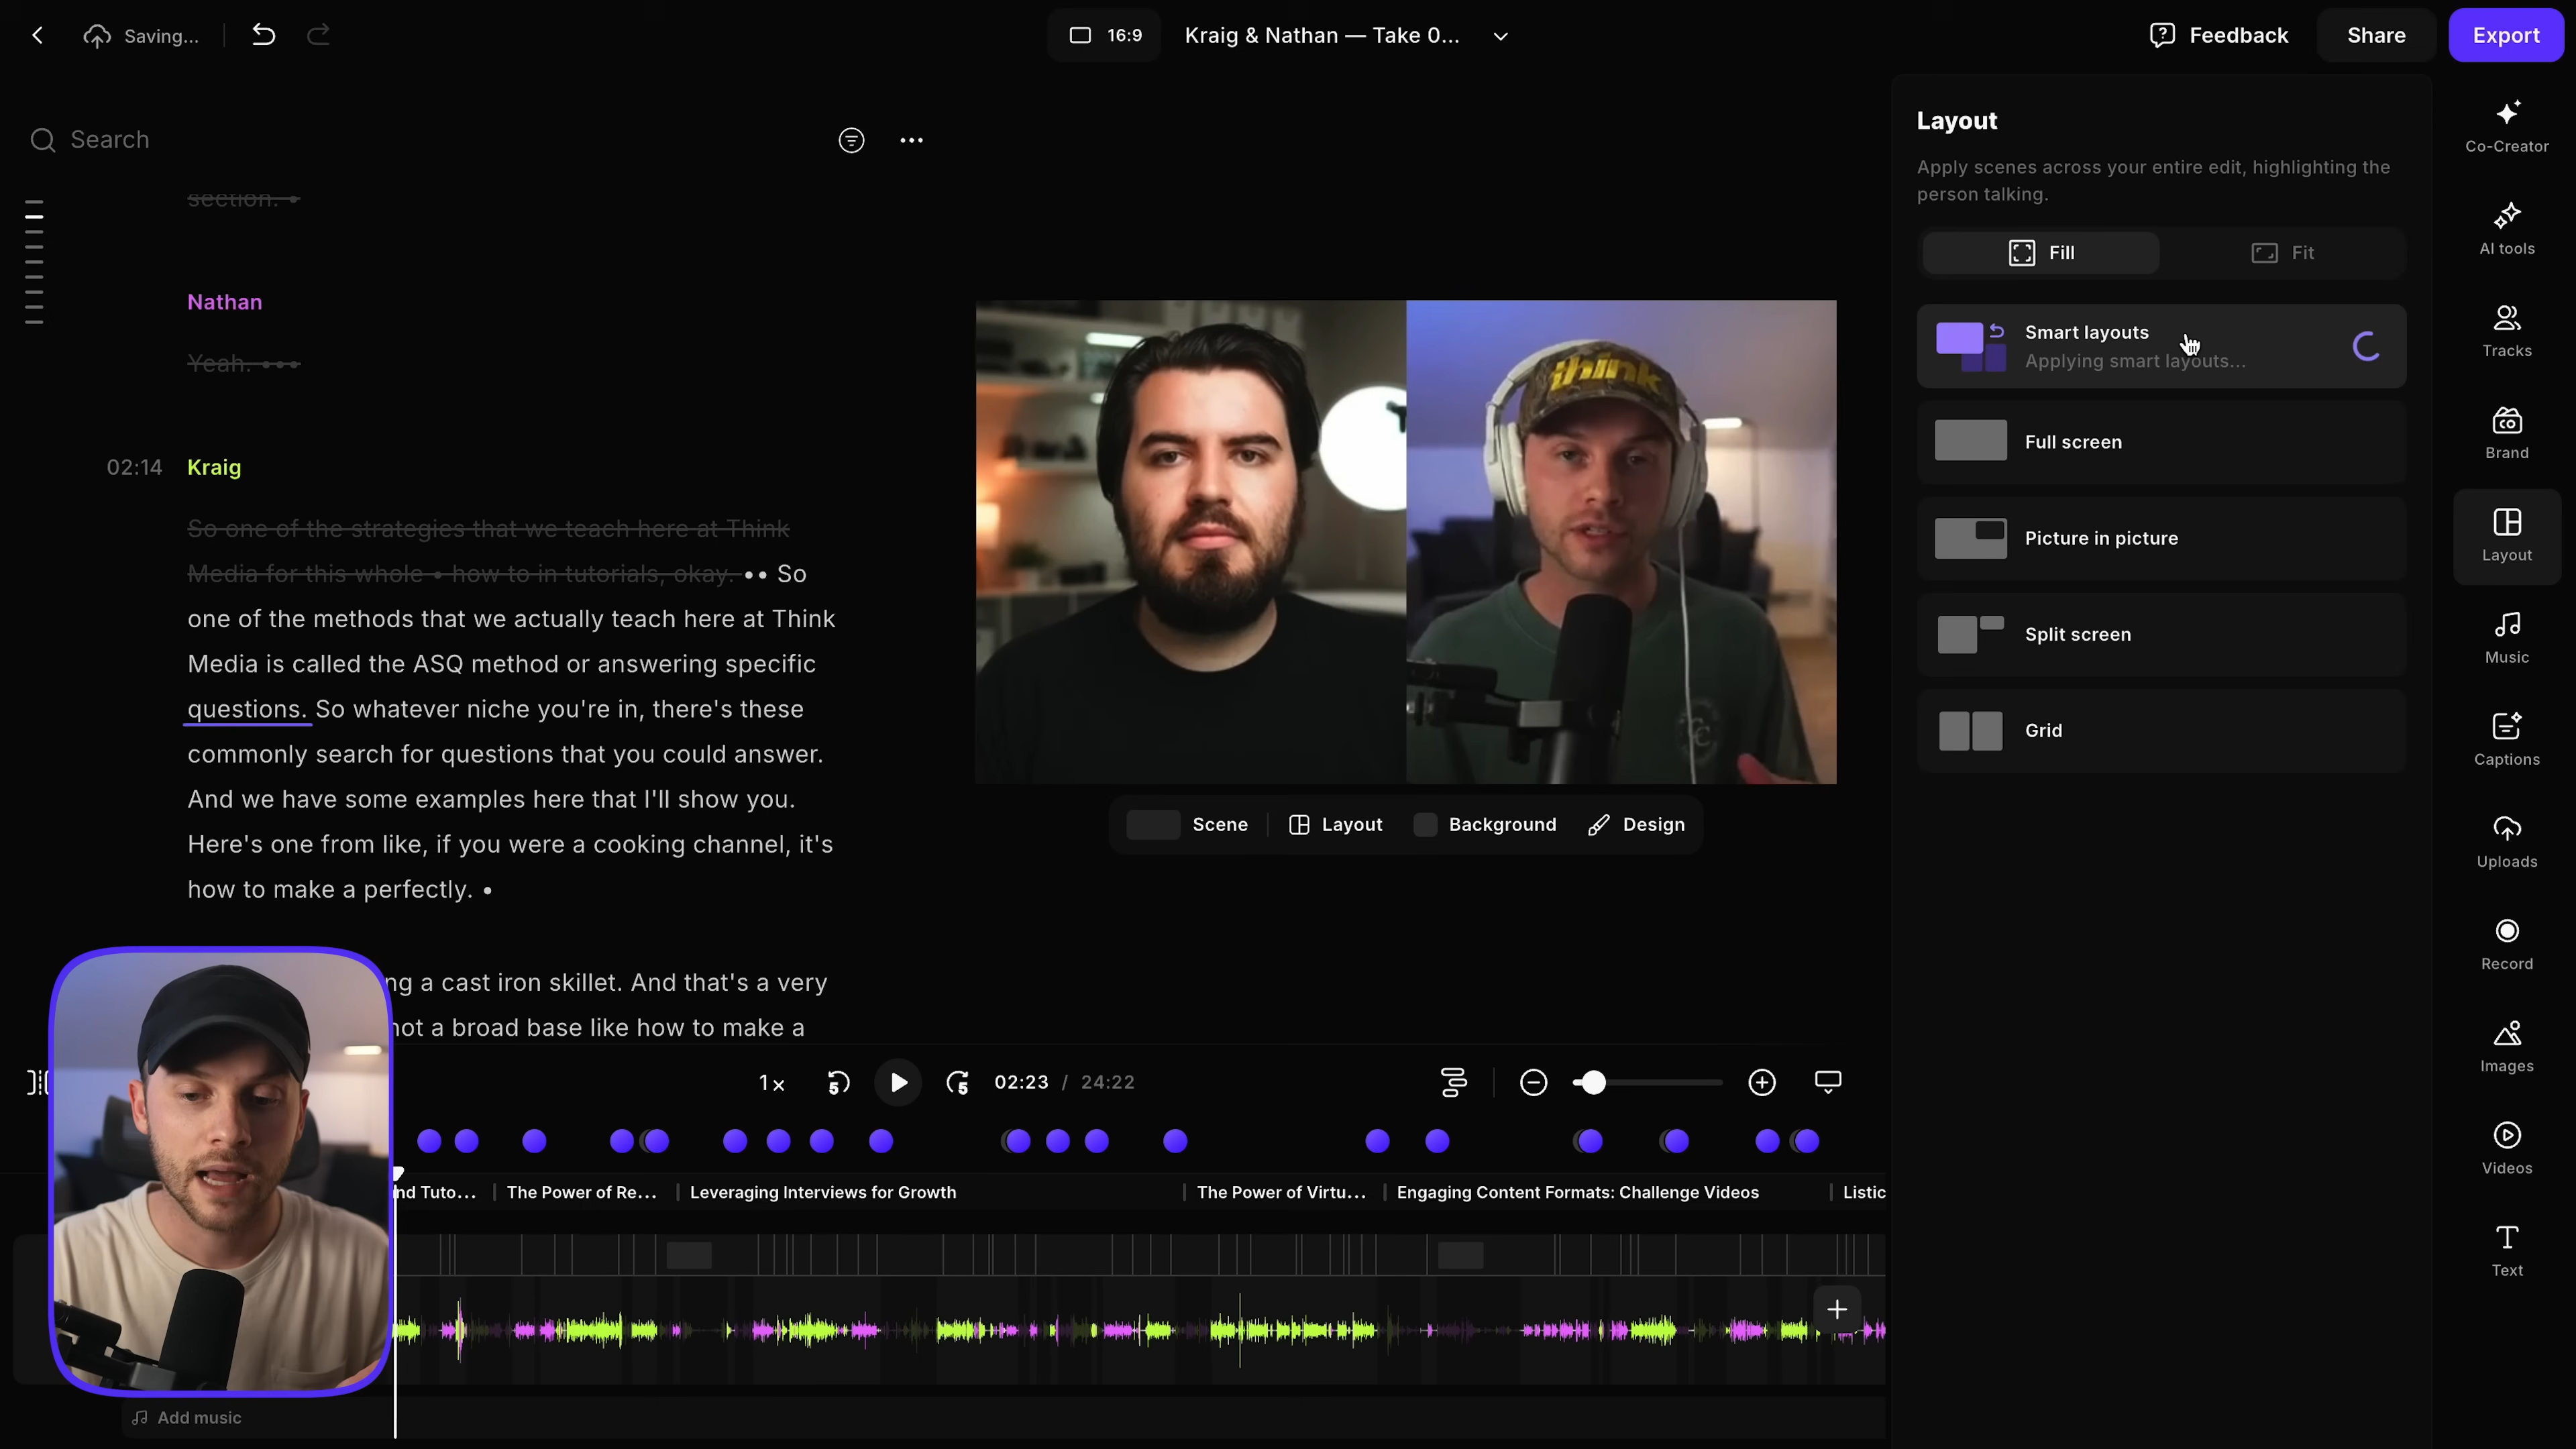 Saving...
16:9
Kraig & Nathan — Take 0...
Feedback
Share
Export
Search
section. •
Nathan
Yeah. •••
02:14
Kraig
So one of the strategies that we teach here at Think
Media for this whole • how to in tutorials, okay. •• So
one of the methods that we actually teach here at Think
Media is called the ASQ method or answering specific
questions. So whatever niche you're in, there's these
commonly search for questions that you could answer.
And we have some examples here that I'll show you.
Here's one from like, if you were a cooking channel, it's
how to make a perfectly. •
ng a cast iron skillet. And that's a very
not a broad base like how to make a
think
Scene
Layout
Background
Design
Layout
Apply scenes across your entire edit, highlighting the
person talking.
Fill
Fit
Smart layouts
Applying smart layouts...
Full screen
Picture in picture
Split screen
Grid
Co-Creator
AI tools
Tracks
Brand
Layout
Music
Captions
Uploads
Record
Images
Videos
Text
1×
5
5
02:23 / 24:22
nd Tuto...
The Power of Re...
Leveraging Interviews for Growth
The Power of Virtu...
Engaging Content Formats: Challenge Videos
Listic
Add music